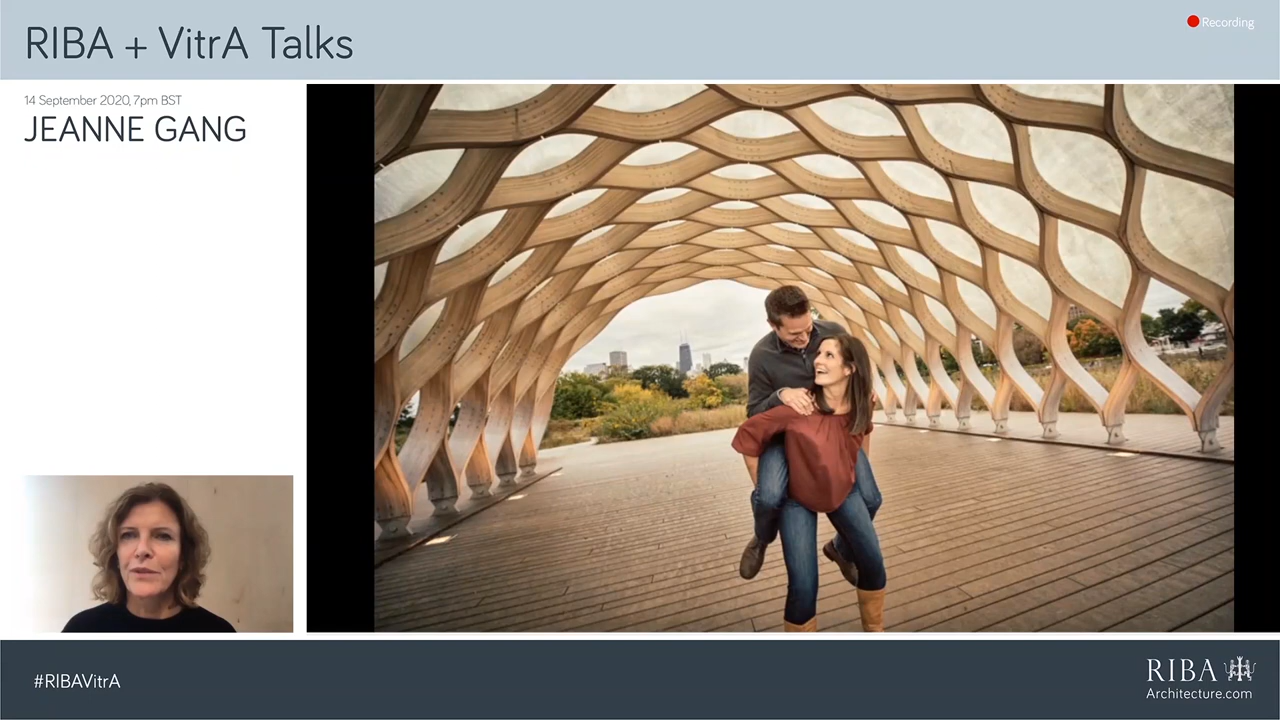 RIBA + VitrA Talks
Recording
14 September 2020, 7pm BST
JEANNE GANG
#RIBAVitrA
RIBA
Architecture.com